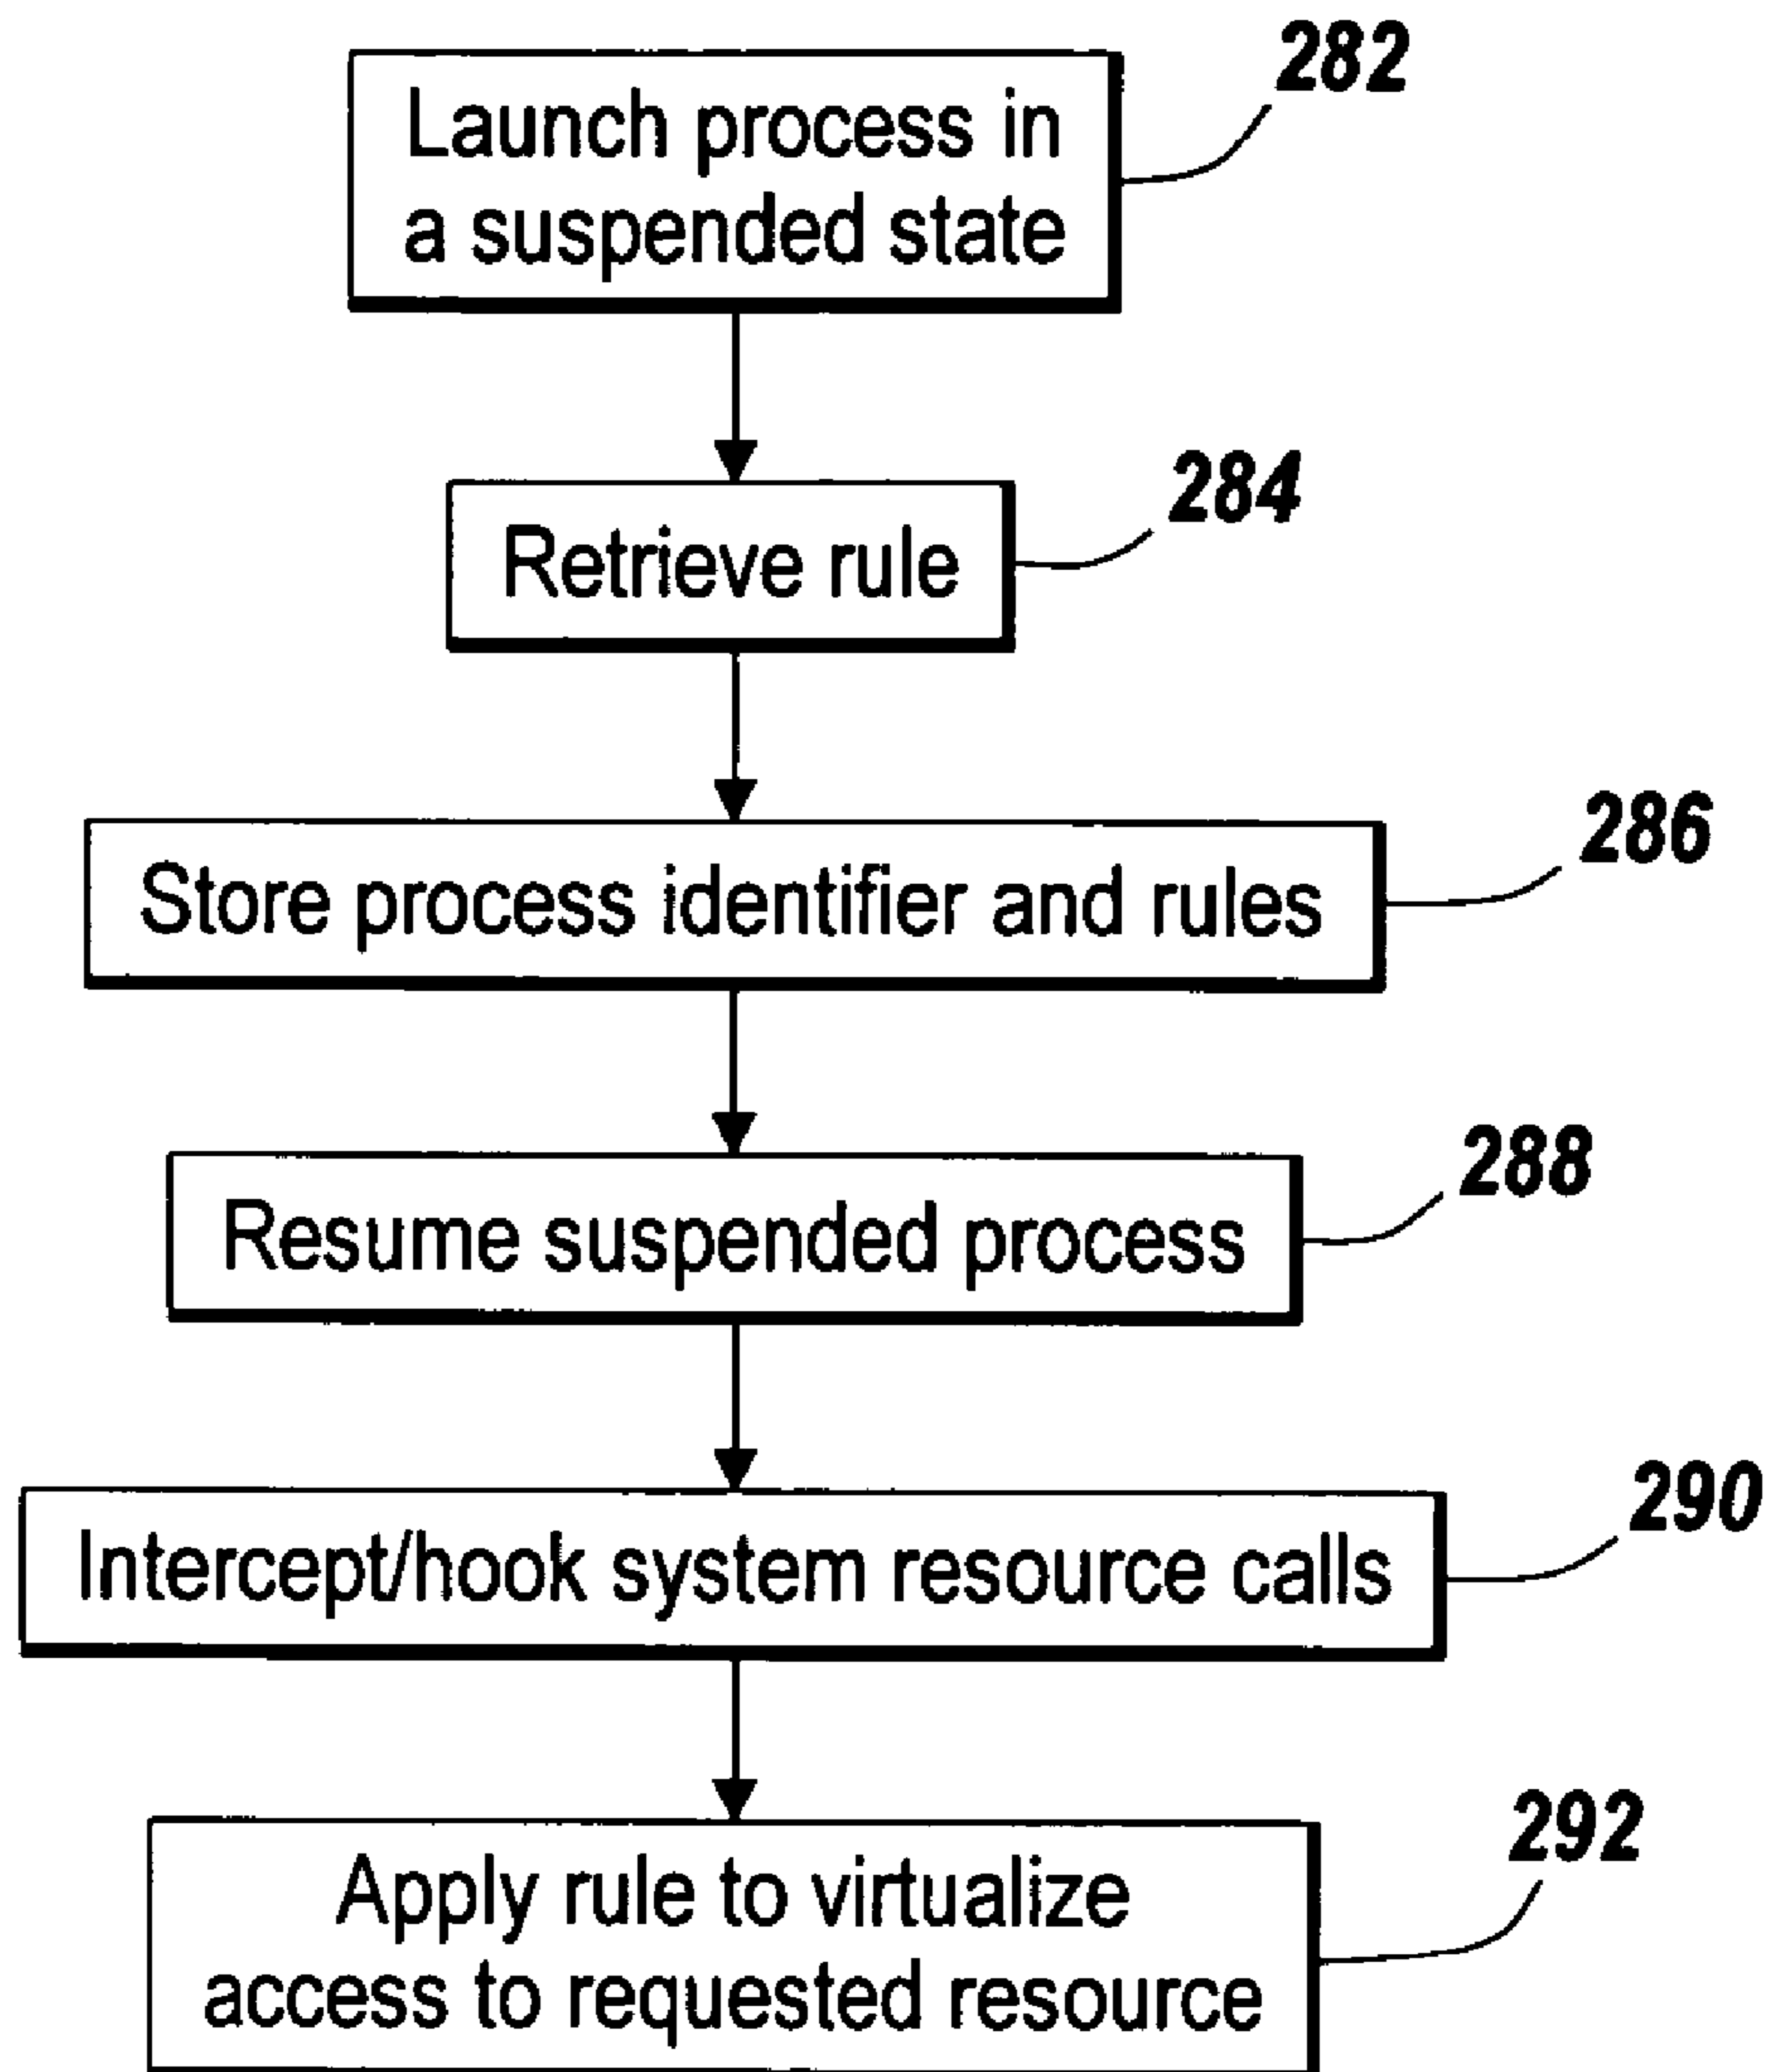 282
Launch process in
a suspended state
284
Retrieve rule
286
Store process identifier and rules
288
Resume suspended process
290
Intercept/hook system resource calls
292
Apply rule to virtualize
access to requested resource